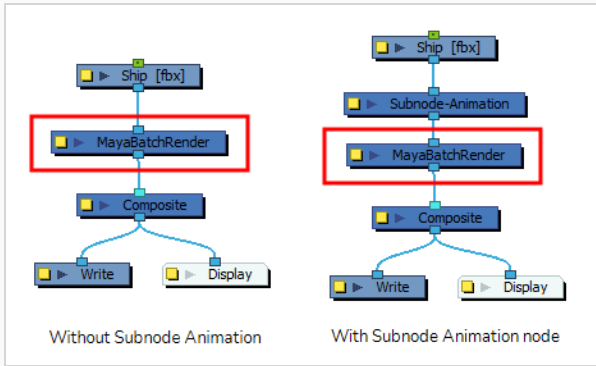 Ship [fbx]
MayaBatchRender
Composite
Write
Display
Without Subnode Animation
Ship [fbx]
Subnode-Animation
MayaBatchRender
Composite
Write
Display
With Subnode Animation node